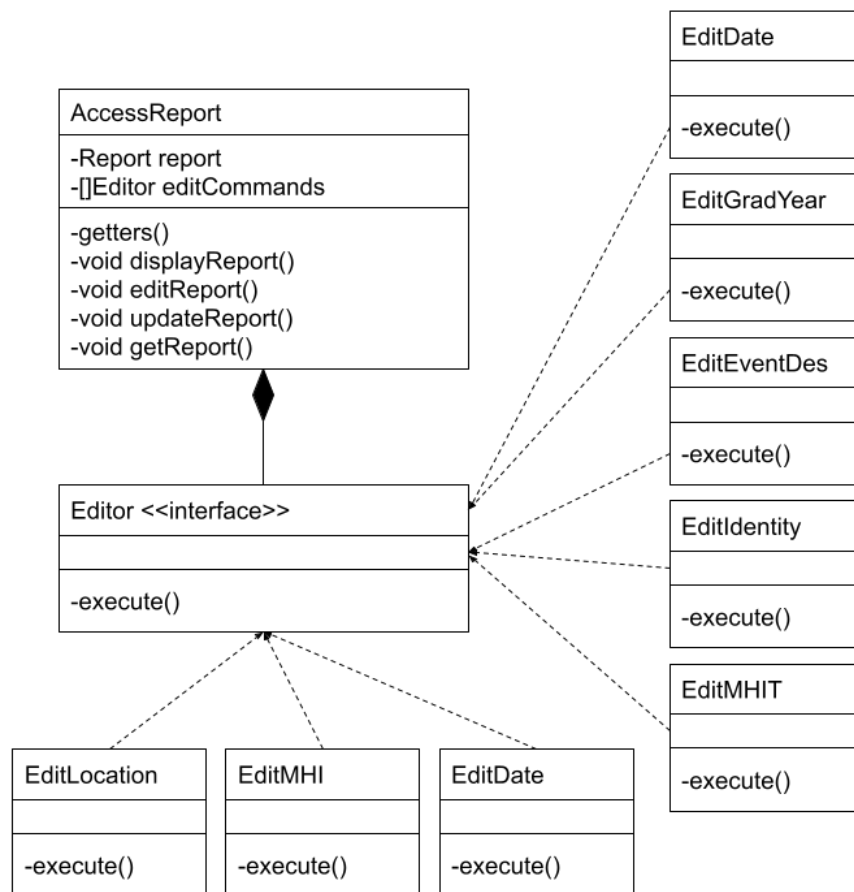 AccessReport
-Report report
-[]Editor editCommands
-getters()
-void displayReport()
-void editReport()
-void updateReport()
-void getReport()
Editor <<interface>>
-execute()
EditLocation
-execute()
EditMHI
-execute()
EditDate
-execute()
EditDate
-execute()
EditGradYear
-execute()
EditEventDes
-execute()
EditIdentity
-execute()
EditMHIT
-execute()